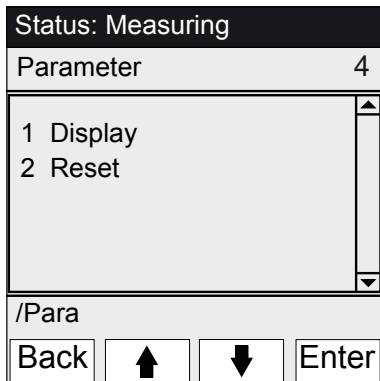 Status: Measuring
Parameter 4
1 Display
2 Reset
/Para
Back Enter